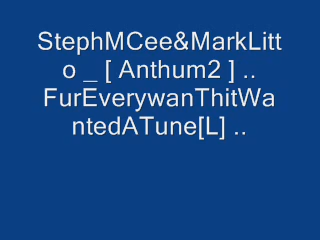 StephMCee&MarkLitt
o _ [ Anthum2 ] ..
FurEverywanThitWa
ntedATune[L] ..